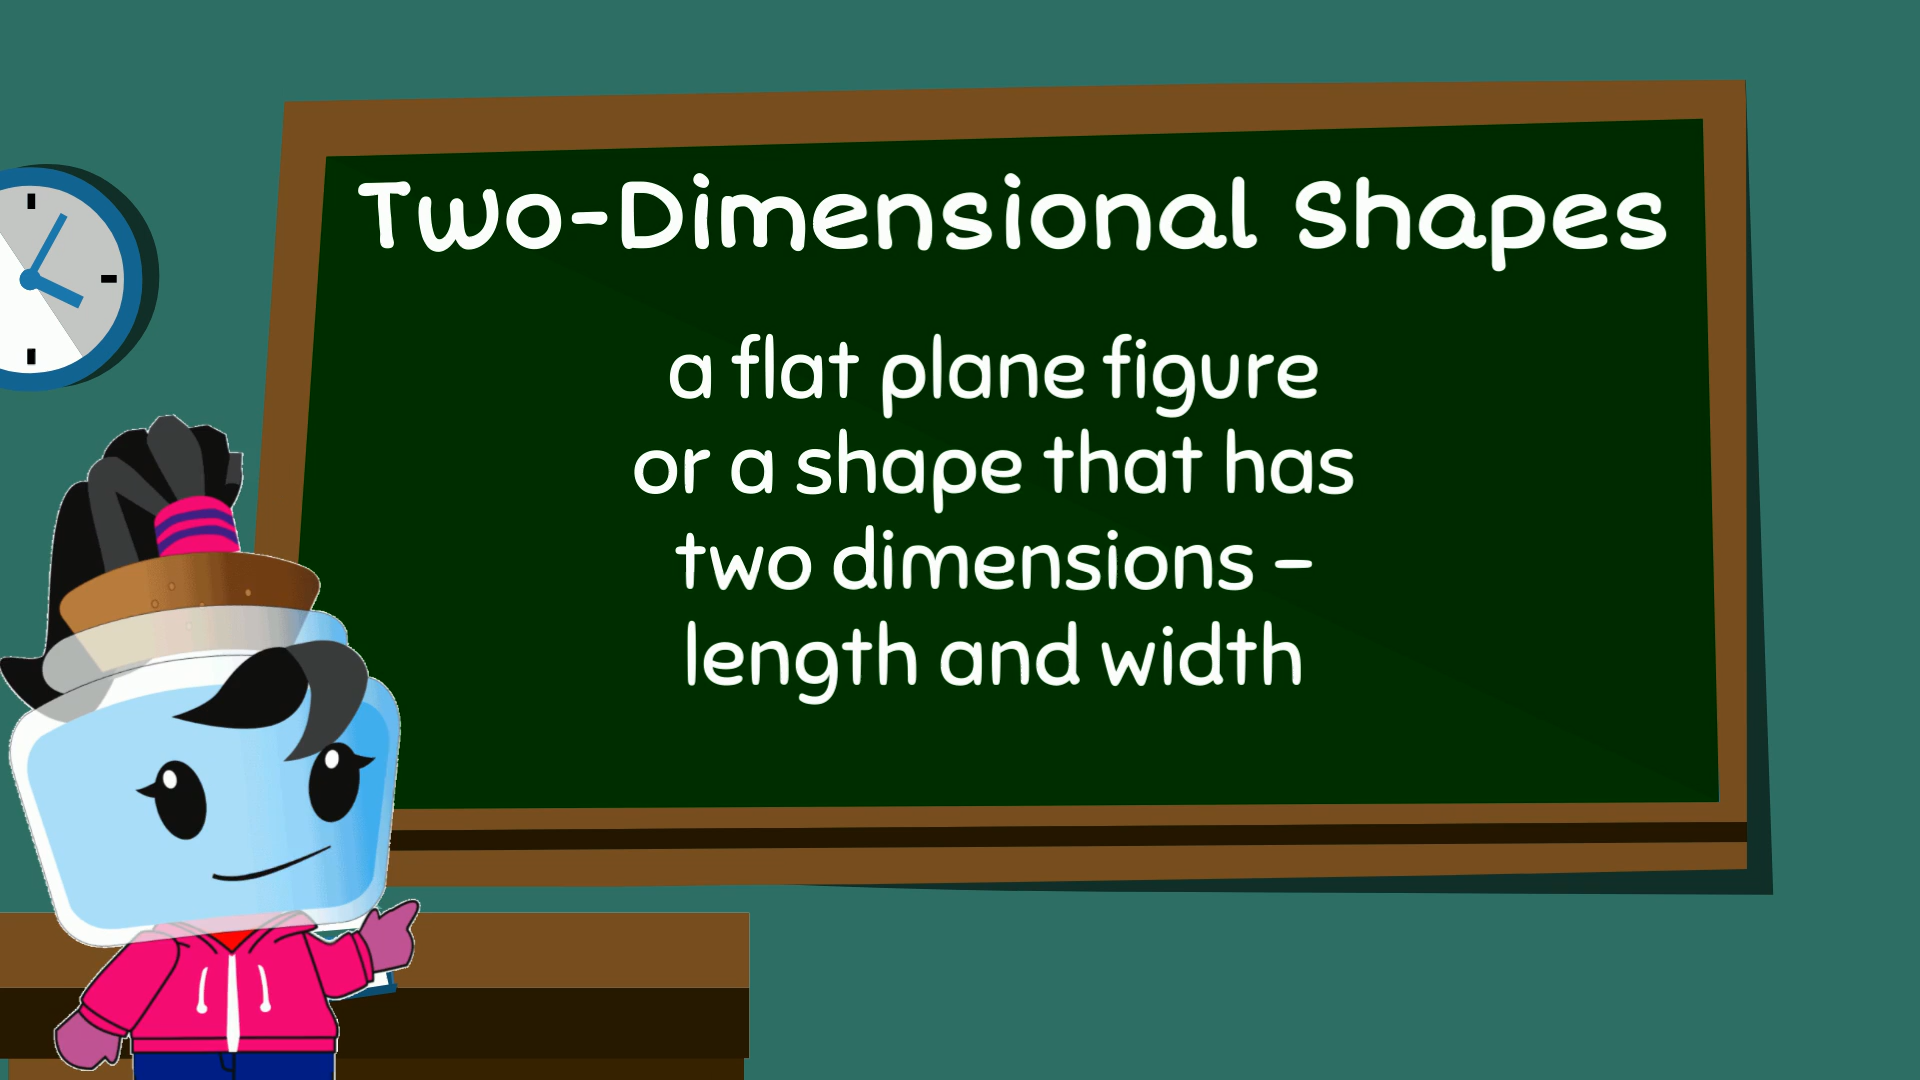 Two-Dimensional Shapes
a flat plane figure
or a shape that has
two dimensions –
length and width